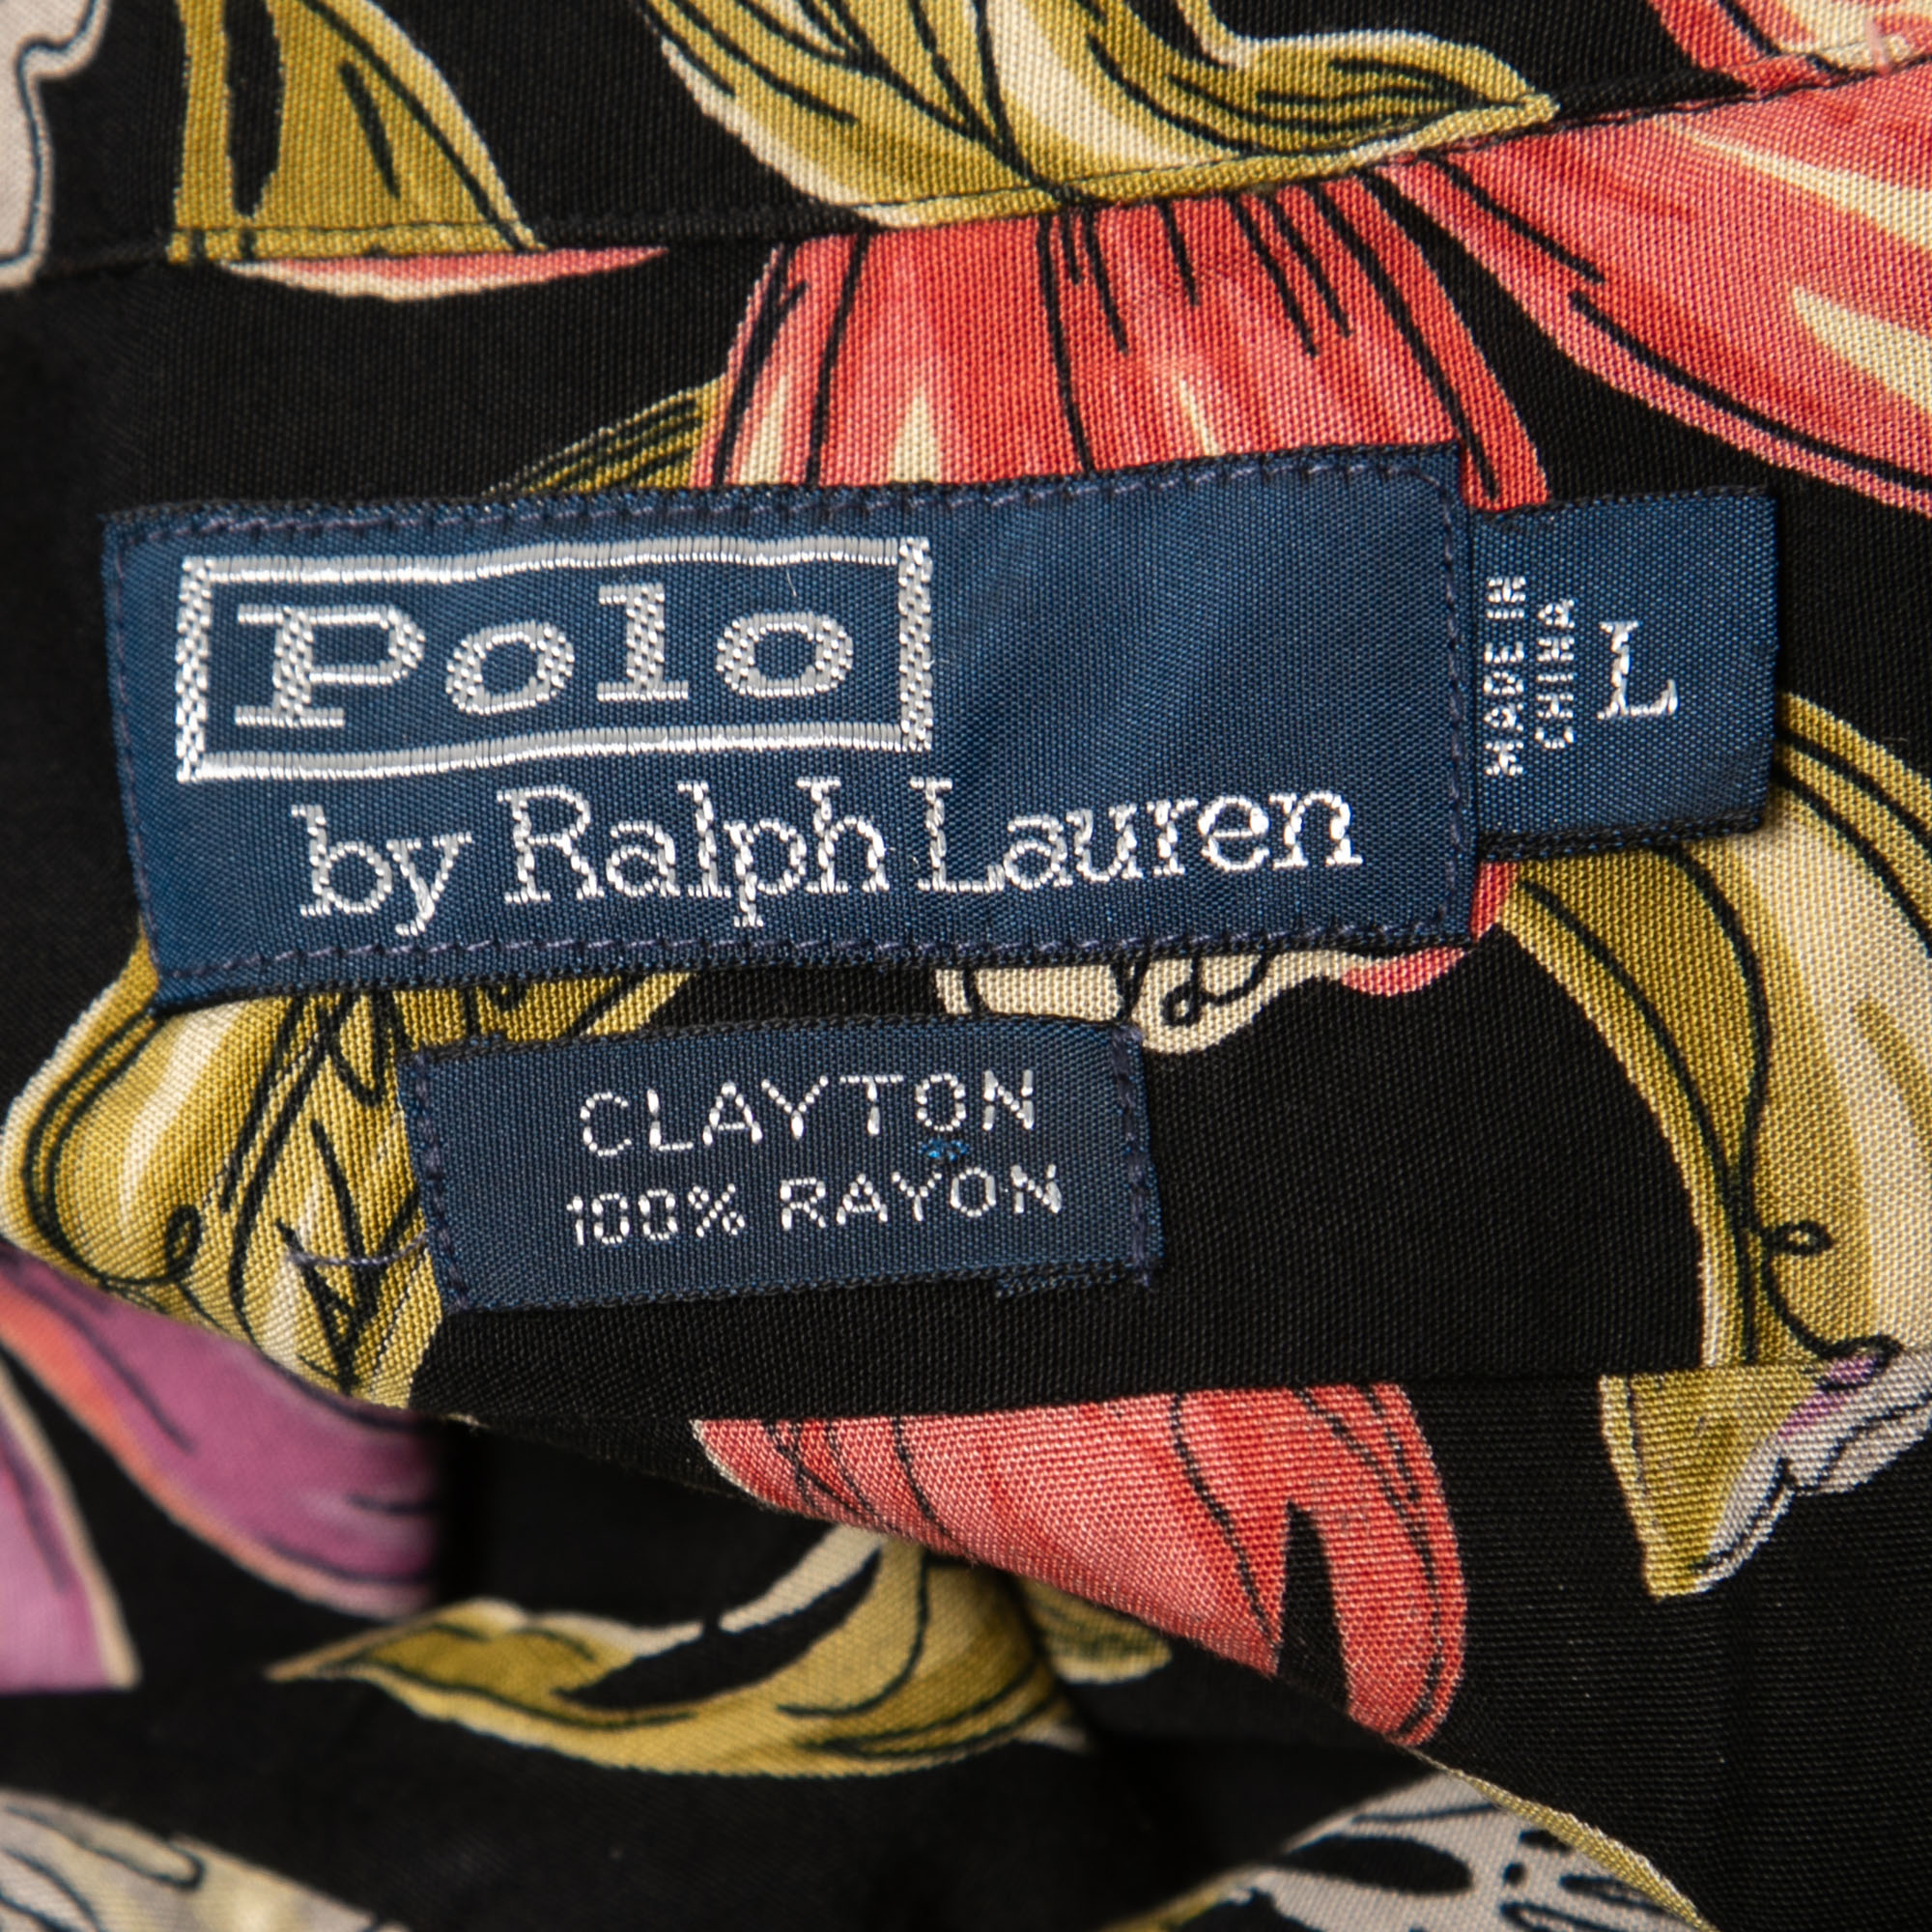 Polo
by Ralph Lauren
MADE IN
CHINA
L
CLAYTON
100% RAYON